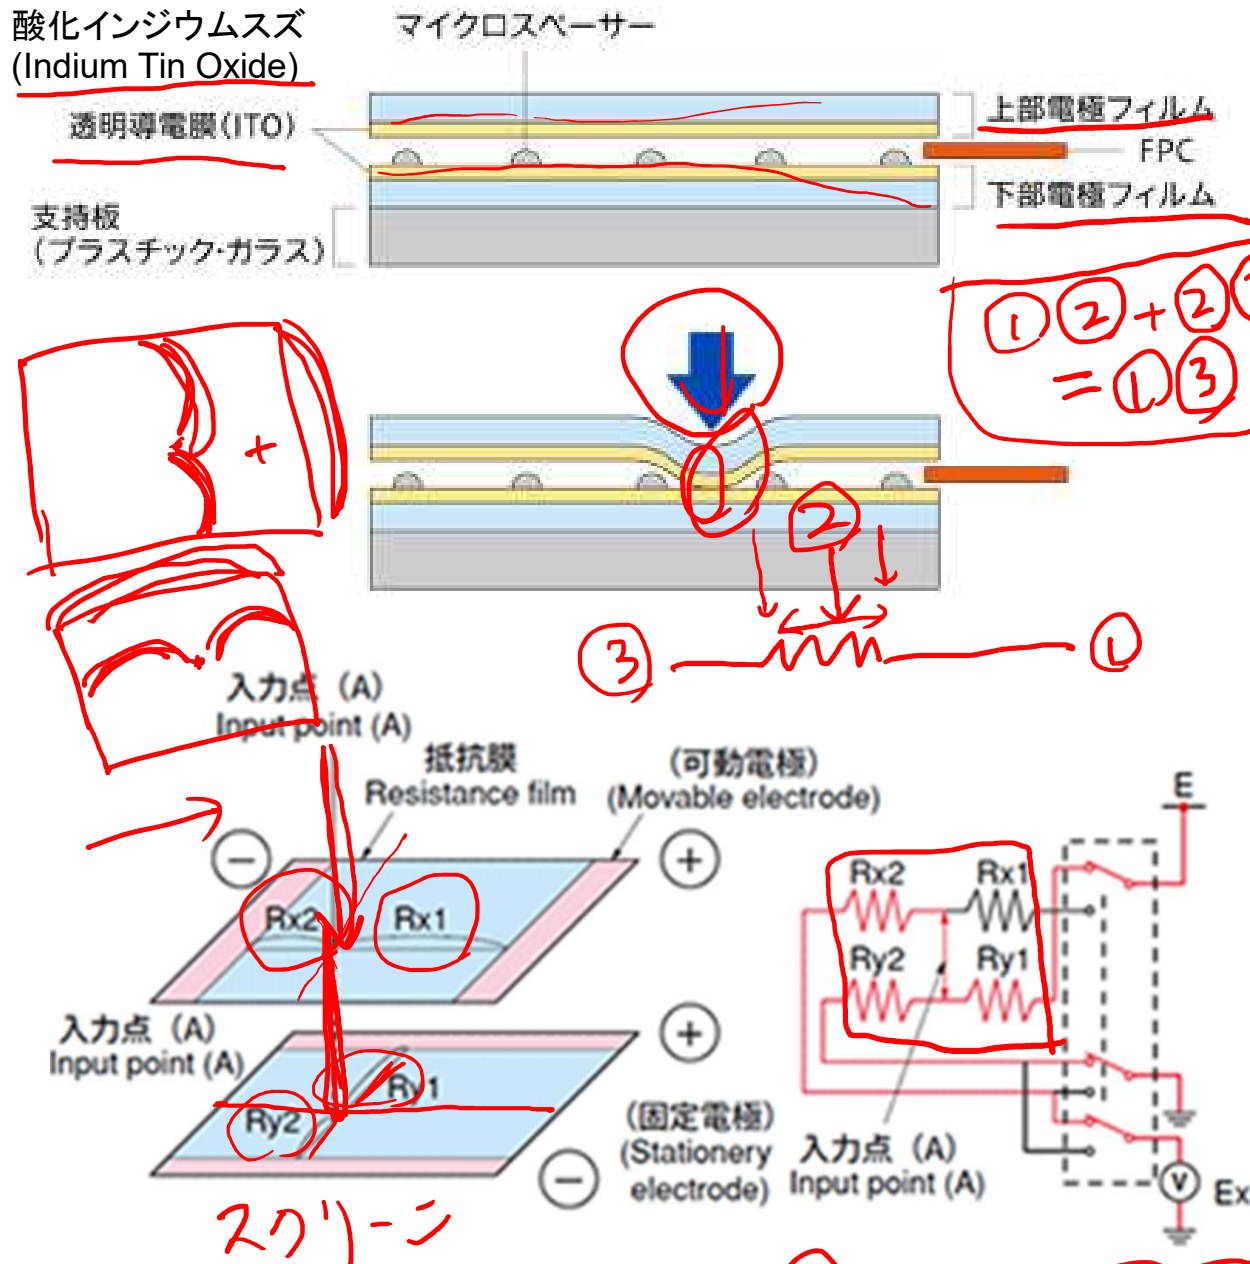 酸化インジウムスズ
(Indium Tin Oxide)
マイクロスペーサー
透明導電膜(ITO)
上部電極フィルム
FPC
下部電極フィルム
支持板
(プラスチック・ガラス)
①②+②
=①③
+
②
③
①
入力点 (A)
Input point (A)
抵抗膜
Resistance film
(可動電極)
(Movable electrode)
−
+
Rx2
Rx1
入力点 (A)
Input point (A)
+
Ry1
Ry2
(固定電極)
(Stationery
electrode)
−
スクリーン
E
Rx2
Rx1
Ry2
Ry1
入力点 (A)
Input point (A)
V
Ex